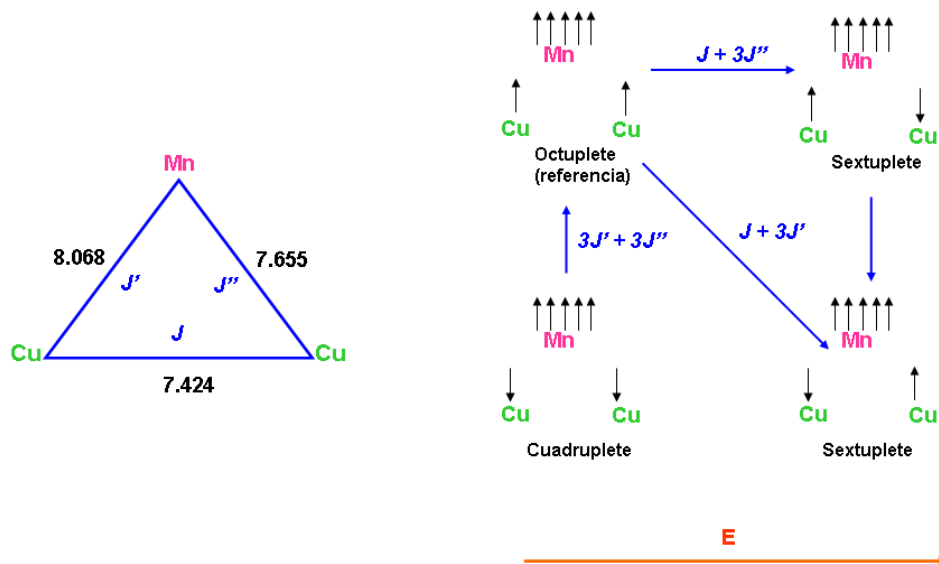 Mn
8.068
7.655
J'
J''
J
Cu
Cu
7.424
Mn
Cu
Cu
Octuplete
(referencia)
J + 3J''
Mn
Cu
Cu
Sextuplete
3J' + 3J''
J + 3J'
Mn
Cu
Cu
Cuadruplete
Mn
Cu
Cu
Sextuplete
E